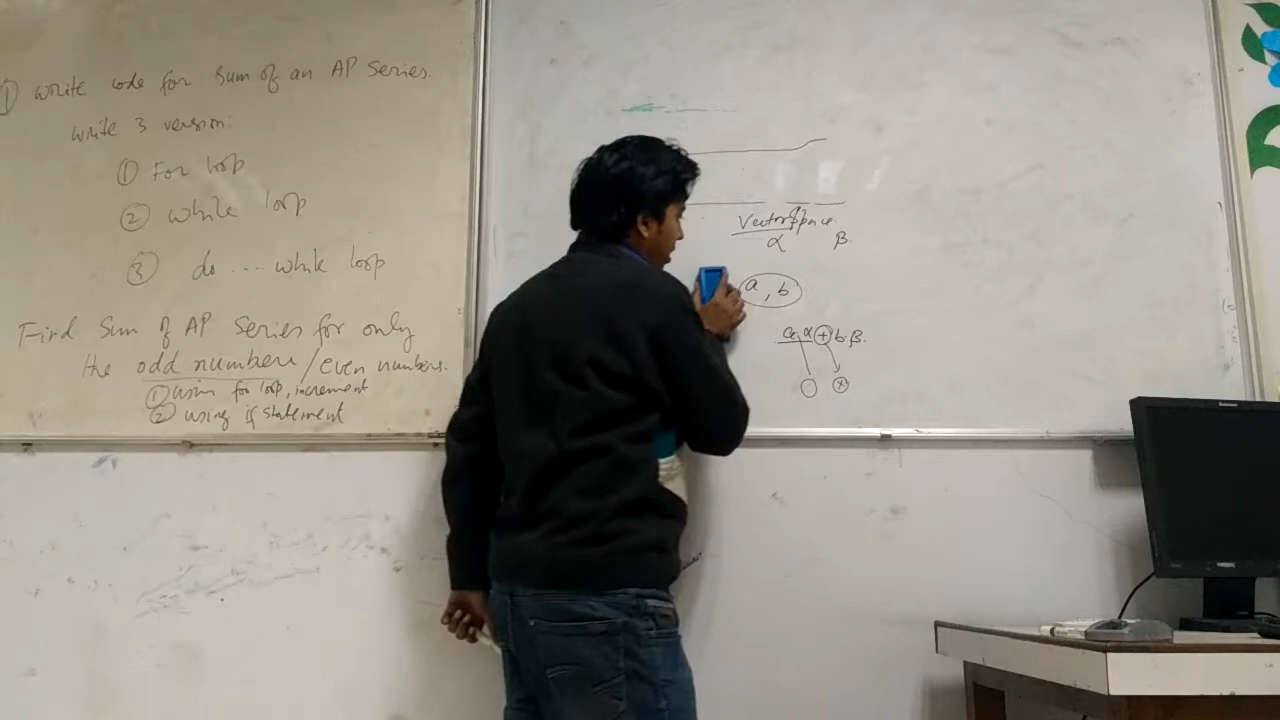 ① Write code for sum of an AP series.
Write 3 version:
① For loop
② while loop
③ do .... while loop
Find Sum of AP Series for only
the odd numbers/even numbers.
① using for loop, increment
② using if statement
Vector Space
α β
a, b
a α + b β.